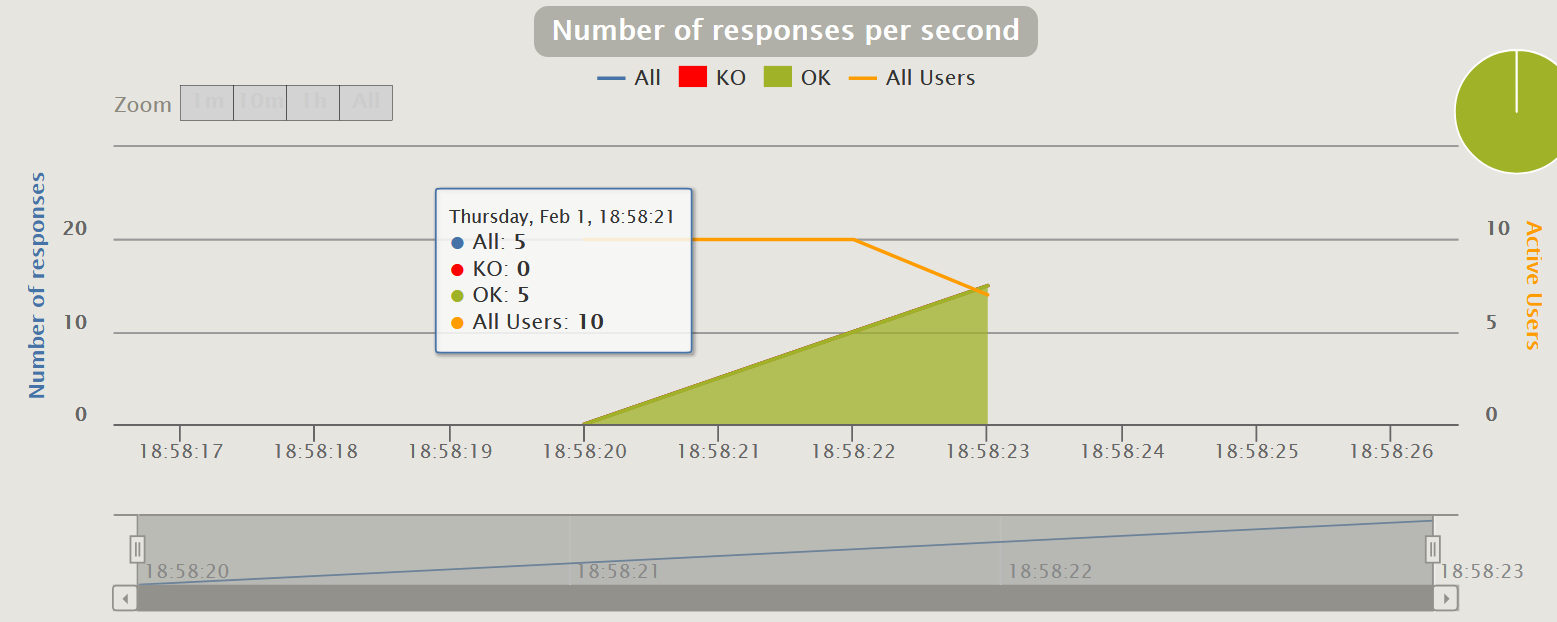 Number of responses per second
All KO OK All Users
Zoom 1m 10m 1h All
Number of responses
20
10
0
Thursday, Feb 1, 18:58:21
All: 5
KO: 0
OK: 5
All Users: 10
10
5
0
Active Users
18:58:17 18:58:18 18:58:19 18:58:20 18:58:21 18:58:22 18:58:23 18:58:24 18:58:25 18:58:26
18:58:20 18:58:21 18:58:22 18:58:23